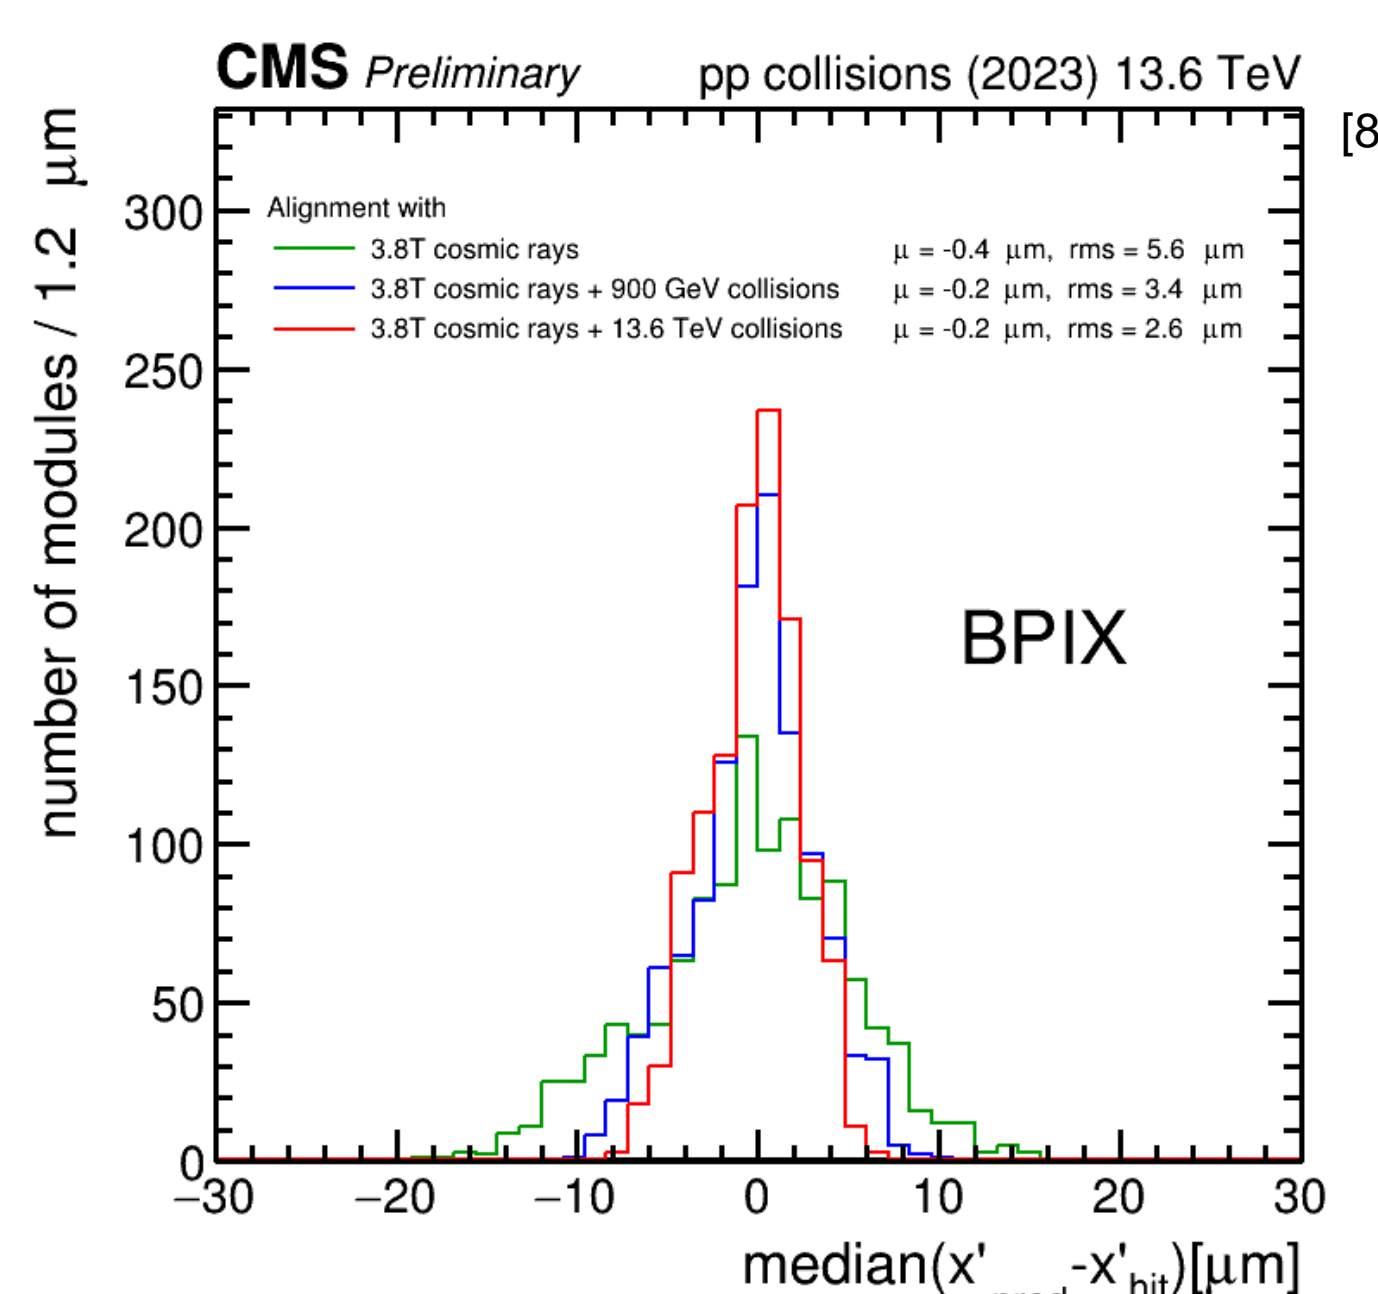 CMS Preliminary pp collisions (2023) 13.6 TeV
[8
number of modules / 1.2 μm
Alignment with
3.8T cosmic rays μ = -0.4 μm, rms = 5.6 μm
3.8T cosmic rays + 900 GeV collisions μ = -0.2 μm, rms = 3.4 μm
3.8T cosmic rays + 13.6 TeV collisions μ = -0.2 μm, rms = 2.6 μm
BPIX
300
250
200
150
100
50
0
−30 −20 −10 0 10 20 30
median(x'pred-x'hit)[μm]